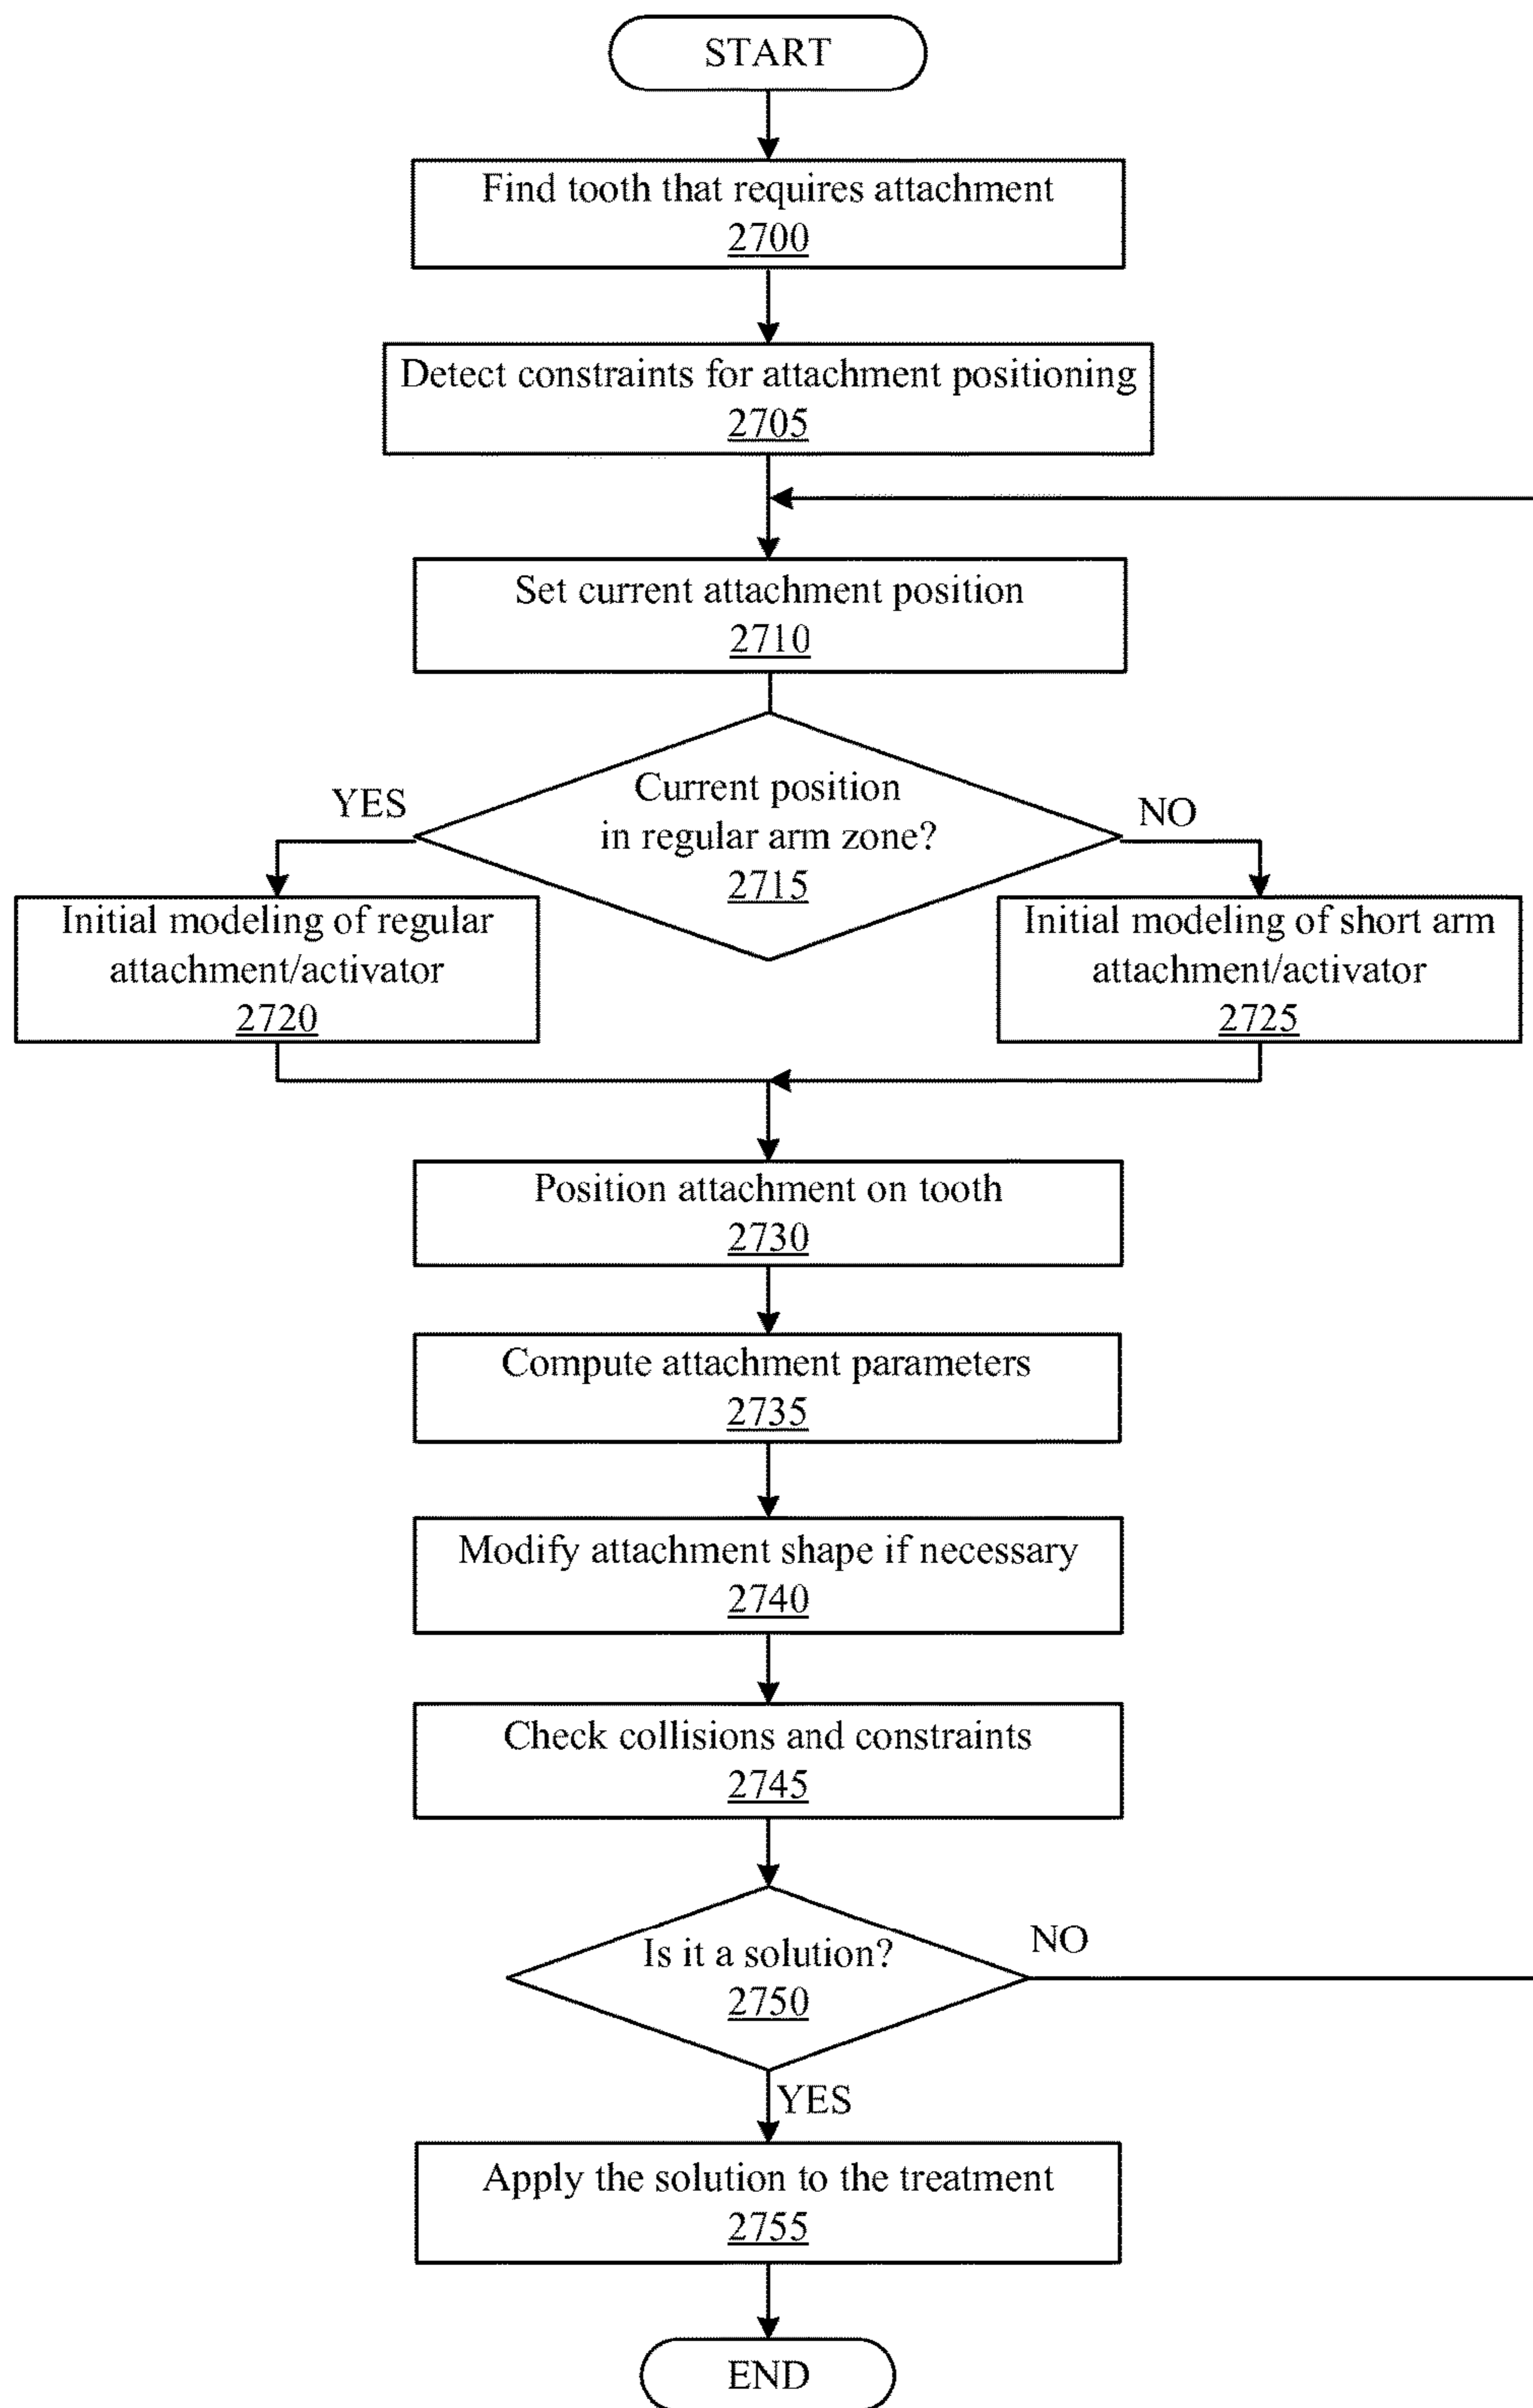 START
Find tooth that requires attachment
2700
Detect constraints for attachment positioning
2705
Set current attachment position
2710
Current position
in regular arm zone?
2715
YES
NO
Initial modeling of regular
attachment/activator
2720
Initial modeling of short arm
attachment/activator
2725
Position attachment on tooth
2730
Compute attachment parameters
2735
Modify attachment shape if necessary
2740
Check collisions and constraints
2745
Is it a solution?
2750
NO
YES
Apply the solution to the treatment
2755
END